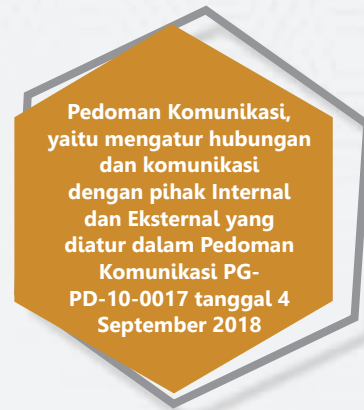 Pedoman Komunikasi,
yaitu mengatur hubungan
dan komunikasi
dengan pihak Internal
dan Eksternal yang
diatur dalam Pedoman
Komunikasi PG-
PD-10-0017 tanggal 4
September 2018